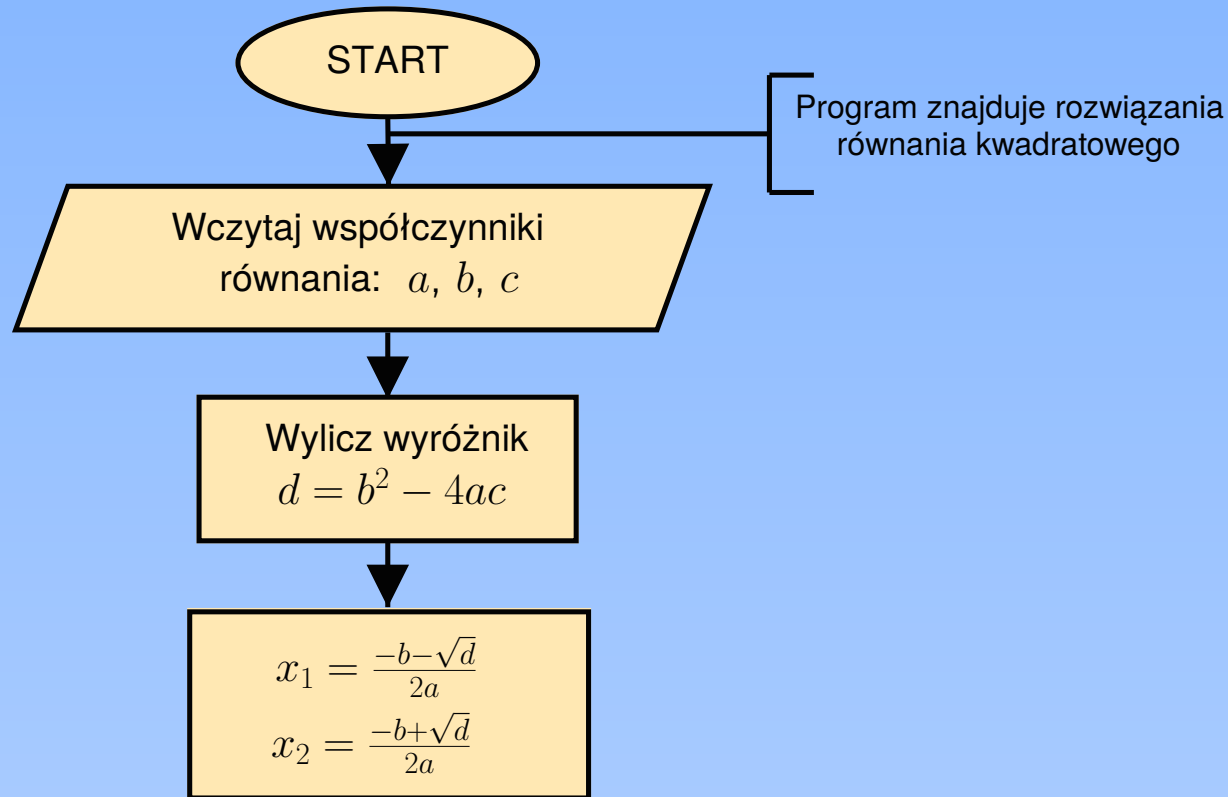 START
Program znajduje rozwiązania
równania kwadratowego
Wczytaj współczynniki
równania: a, b, c
Wylicz wyróżnik
d = b² − 4ac
x₁ = (−b−√d)/(2a)
x₂ = (−b+√d)/(2a)